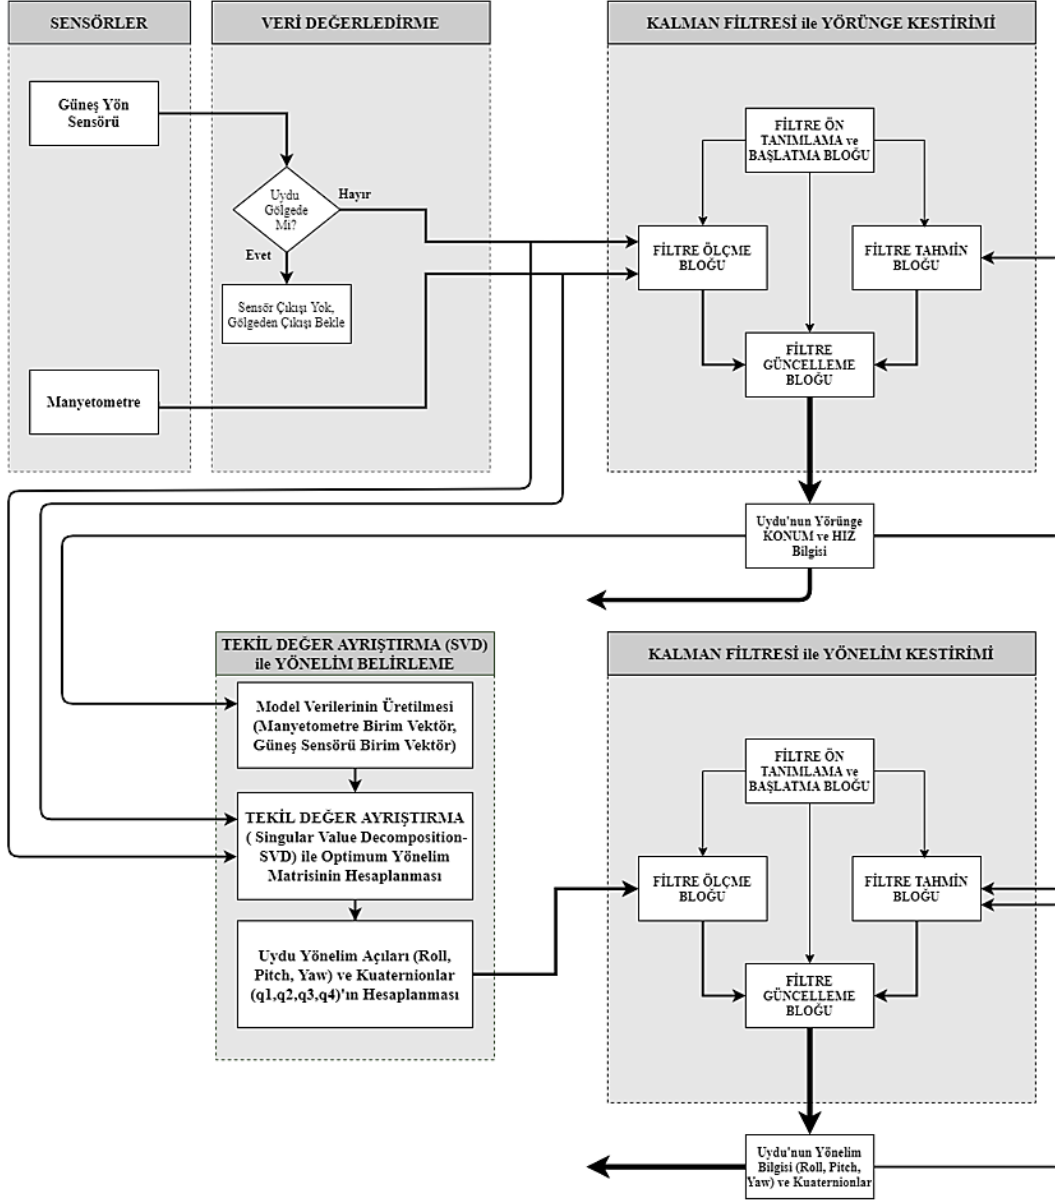 SENSÖRLER
VERİ DEĞERLEDİRME
KALMAN FİLTRESİ ile YÖRÜNGE KESTİRİMİ
Güneş Yön
Sensörü
Uydu
Gölgede
Mi?
Hayır
Evet
Sensör Çıkışı Yok,
Gölgeden Çıkışı Bekle
Manyetometre
FİLTRE ÖN
TANIMLAMA ve
BAŞLATMA BLOĞU
FİLTRE ÖLÇME
BLOĞU
FİLTRE TAHMİN
BLOĞU
FİLTRE
GÜNCELLEME
BLOĞU
Uydu'nun Yörünge
KONUM ve HIZ
Bilgisi
TEKİL DEĞER AYRIŞTIRMA (SVD)
ile YÖNELİM BELİRLEME
Model Verilerinin Üretilmesi
(Manyetometre Birim Vektör,
Güneş Sensörü Birim Vektör)
TEKİL DEĞER AYRIŞTIRMA
( Singular Value Decomposition-
SVD) ile Optimum Yönelim
Matrisinin Hesaplanması
Uydu Yönelim Açıları (Roll,
Pitch, Yaw) ve Kuaternionlar
(q1,q2,q3,q4)'ın Hesaplanması
KALMAN FİLTRESİ ile YÖNELİM KESTİRİMİ
FİLTRE ÖN
TANIMLAMA ve
BAŞLATMA BLOĞU
FİLTRE ÖLÇME
BLOĞU
FİLTRE TAHMİN
BLOĞU
FİLTRE
GÜNCELLEME
BLOĞU
Uydu'nun Yönelim
Bilgisi (Roll, Pitch,
Yaw) ve Kuaternionlar